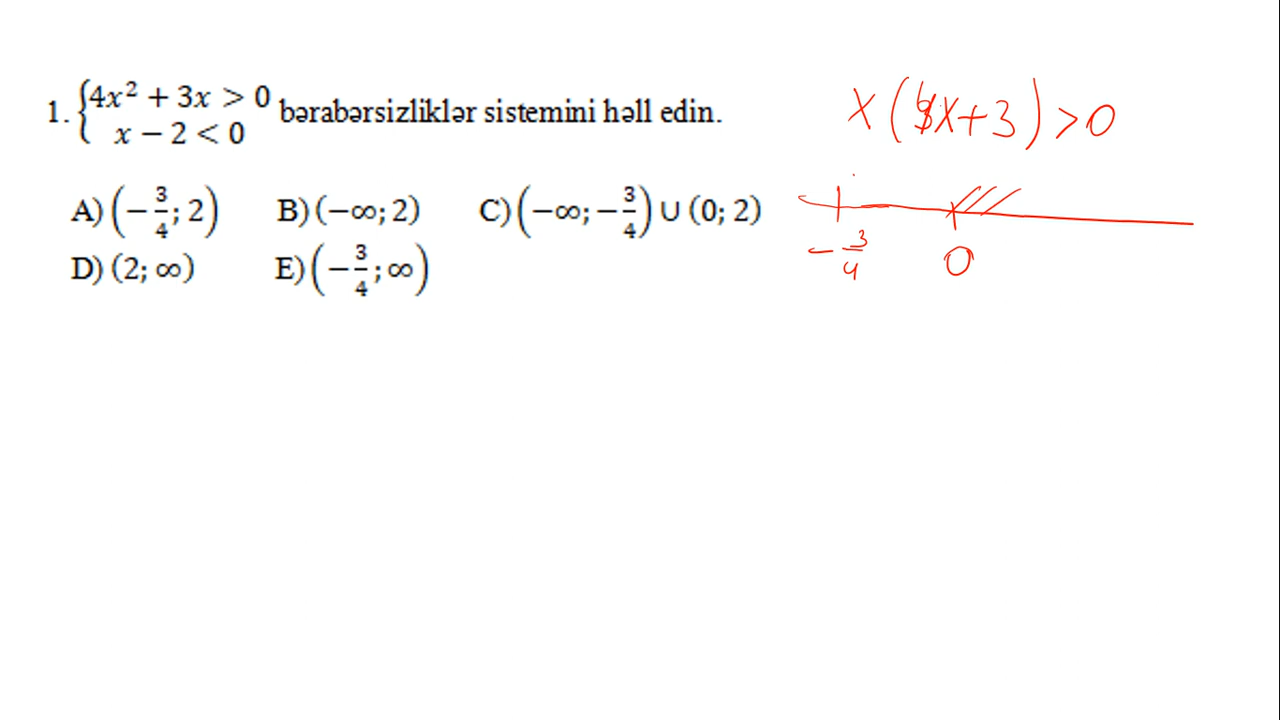 1. {4x² + 3x > 0
x − 2 < 0 bərabərsizliklər sistemini həll edin.
A) (−3/4; 2) B) (−∞; 2) C) (−∞; −3/4) ∪ (0; 2)
D) (2; ∞) E) (−3/4; ∞)
x(4x+3)>0
−3/4 0